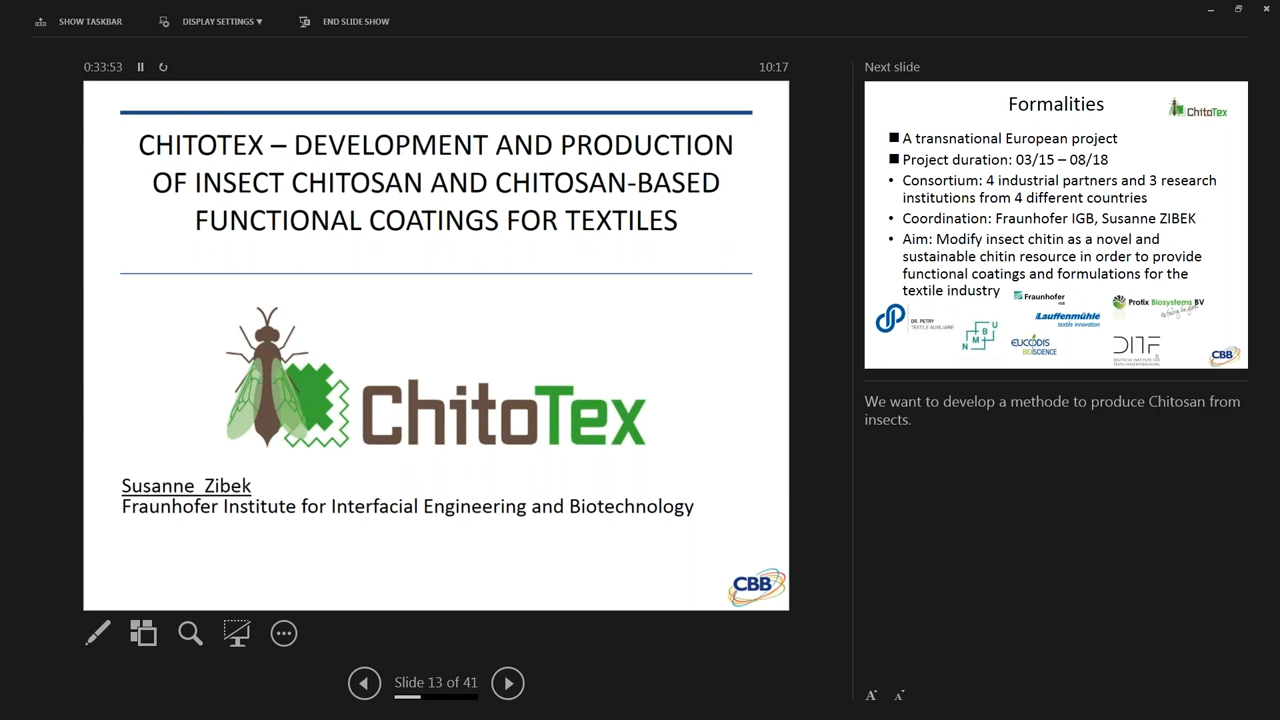 SHOW TASKBAR
DISPLAY SETTINGS ▼
END SLIDE SHOW
0:33:53
10:17
CHITOTEX – DEVELOPMENT AND PRODUCTION
OF INSECT CHITOSAN AND CHITOSAN-BASED
FUNCTIONAL COATINGS FOR TEXTILES
ChitoTex
Susanne Zibek
Fraunhofer Institute for Interfacial Engineering and Biotechnology
CBB
Slide 13 of 41
Next slide
Formalities
ChitoTex
■ A transnational European project
■ Project duration: 03/15 – 08/18
• Consortium: 4 industrial partners and 3 research
institutions from 4 different countries
• Coordination: Fraunhofer IGB, Susanne ZIBEK
• Aim: Modify insect chitin as a novel and
sustainable chitin resource in order to provide
functional coatings and formulations for the
textile industry
Fraunhofer
IGB
Protix Biosystems BV
DR. PETRY
TEXTILE AUXILIARIES
NMBU
Lauffenmühle
textile innovation
EUCODIS
BIOSCIENCE
DITF
CBB
We want to develop a methode to produce Chitosan from
insects.
A
A